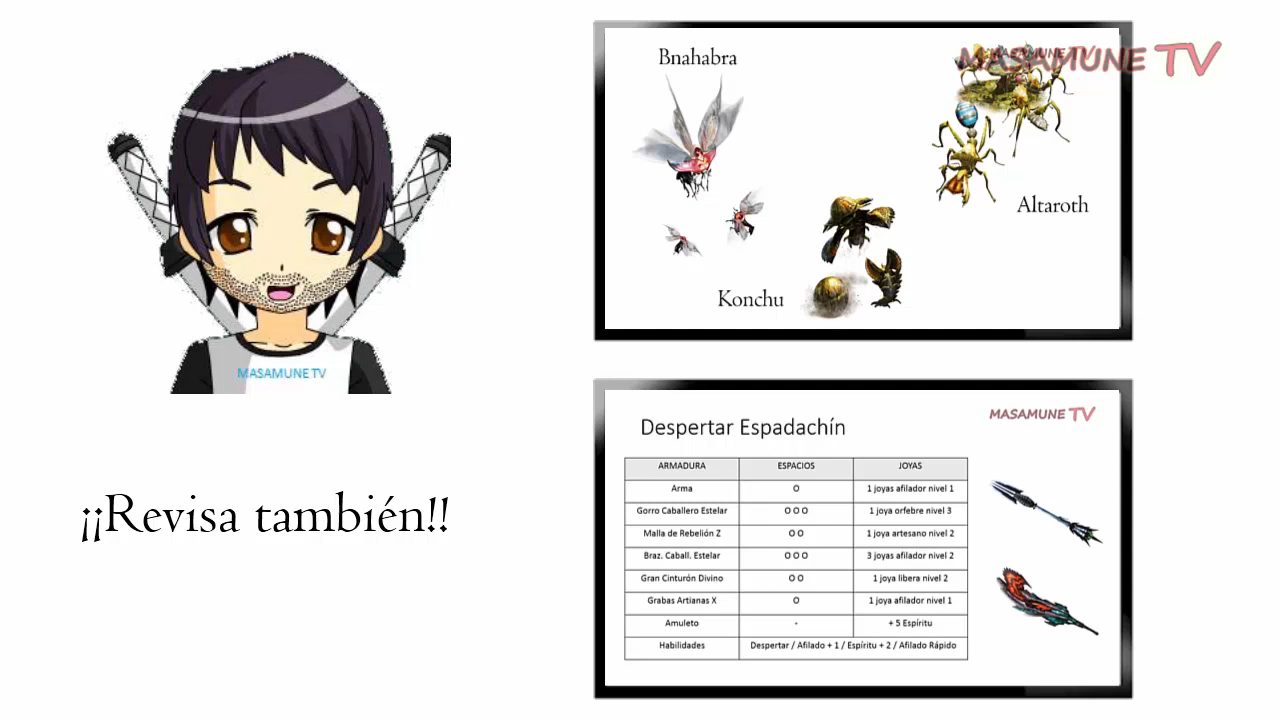 MASAMUNE TV
Bnahabra
Altaroth
Konchu
MASAMUNE TV
¡¡Revisa también!!
MASAMUNE TV
Despertar Espadachín
ARMADURA ESPACIOS JOYAS
Arma O 1 joyas afilador nivel 1
Gorro Caballero Estelar O O O 1 joya orfebre nivel 3
Malla de Rebelión Z O O 1 joya artesano nivel 2
Braz. Caball. Estelar O O O 3 joyas afilador nivel 2
Gran Cinturón Divino O O 1 joya libera nivel 2
Grabas Artianas X O 1 joya afilador nivel 1
Amuleto - + 5 Espíritu
Habilidades Despertar / Afilado + 1 / Espíritu + 2 / Afilado Rápido